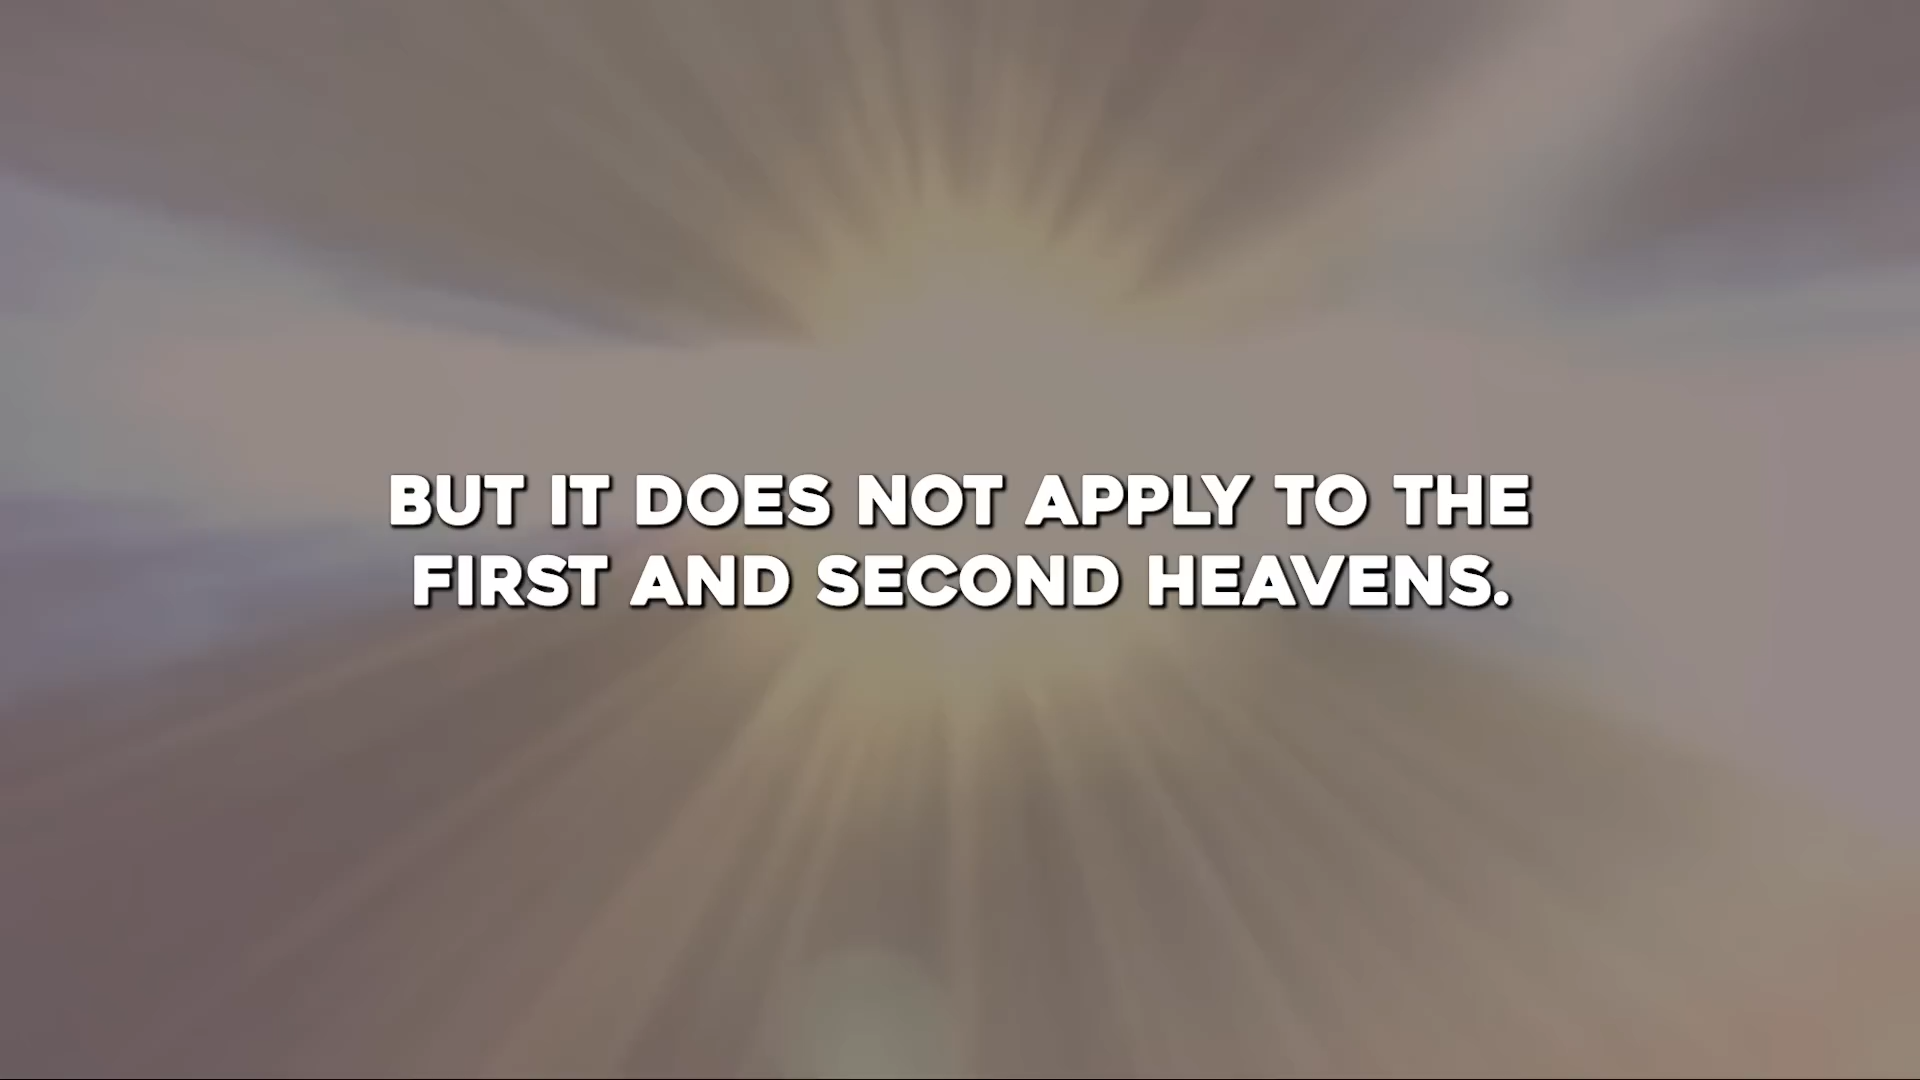 BUT IT DOES NOT APPLY TO THE
FIRST AND SECOND HEAVENS.